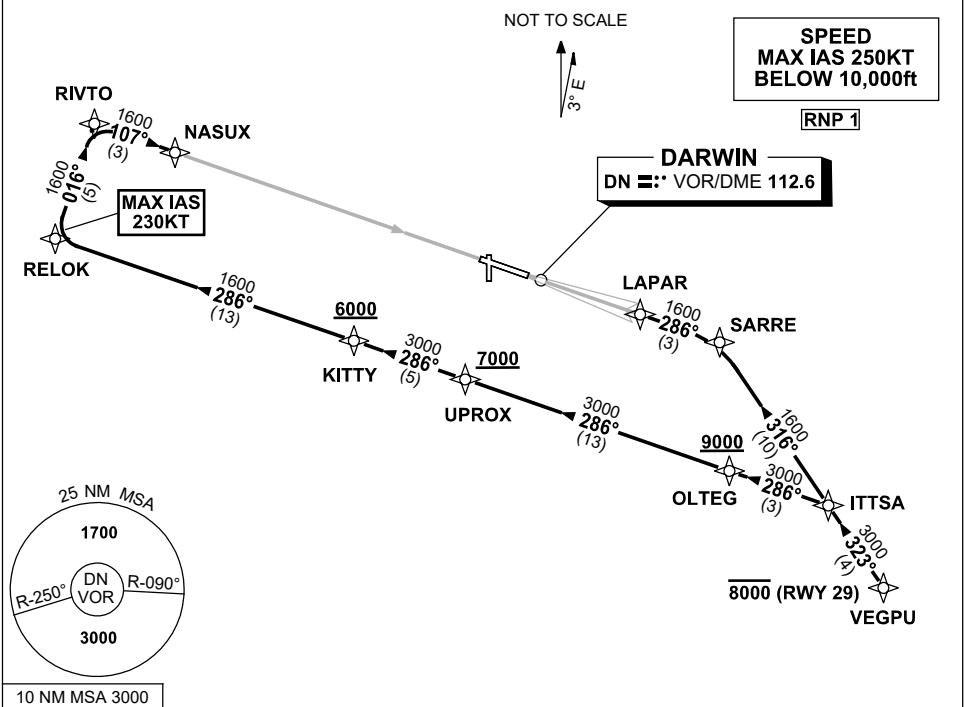 NOT TO SCALE
3° E
SPEED
MAX IAS 250KT
BELOW 10,000ft
RNP 1
DARWIN
DN VOR/DME 112.6
RIVTO
1600
107°
(3)
NASUX
1600
016°
(5)
MAX IAS
230KT
RELOK
1600
286°
(13)
6000
KITTY
3000
286°
(5)
7000
UPROX
3000
286°
(13)
9000
OLTEG
3000
286°
(3)
ITTSA
LAPAR
1600
286°
(3)
SARRE
1600
316°
(10)
3000
323°
(4)
8000 (RWY 29)
VEGPU
25 NM MSA
1700
R-250°
DN
VOR
R-090°
3000
10 NM MSA 3000